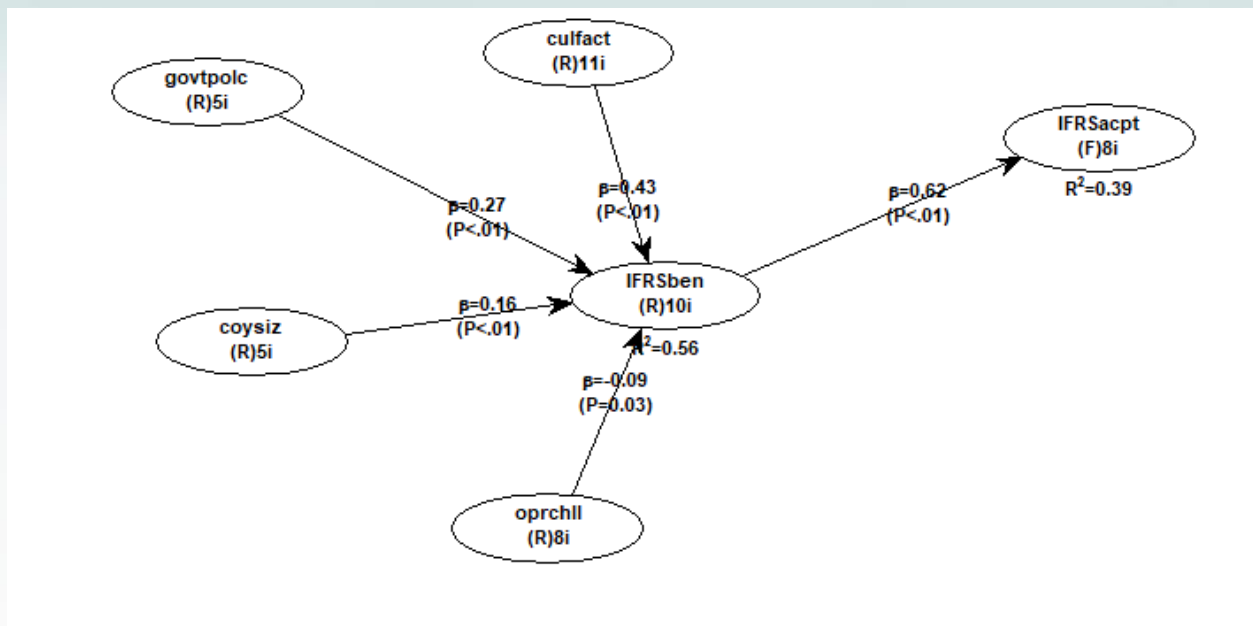 culfact
(R)11i
govtpolc
(R)5i
IFRSacpt
(F)8i
R²=0.39
β=0.43
(P<.01)
β=0.62
(P<.01)
β=0.27
(P<.01)
IFRSben
(R)10i
R²=0.56
β=0.16
(P<.01)
coysiz
(R)5i
β=-0.09
(P=0.03)
oprchll
(R)8i